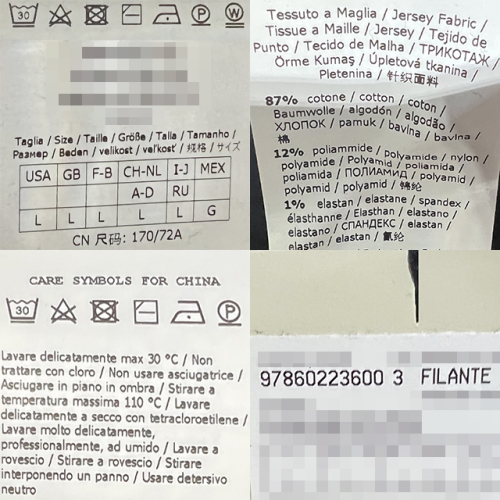 30
P
W
Taglia / Size / Taille / Größe / Talla / Tamanho /
Размер / Beden / velikost / veľkosť / 规格 / サイズ
USA GB F-B CH-NL I-J MEX
A-D RU
L L L L L G
CN 尺码: 170/72A
Tessuto a Maglia / Jersey Fabric /
Tissue a Maille / Jersey / Tejido de
Punto / Tecido de Malha / ТРИКОТАЖ /
Örme Kumaş / Úpletová tkanina /
Pletenina / 针织面料
87% cotone / coton / cotton /
Baumwolle / algodón / algodão /
ХЛОПОК / pamuk / bavlna / bavlna /
棉
12% poliammide / polyamide / nylon /
polyamide / Polyamid / poliamida /
poliamida / ПОЛИАМИД / polyamid /
polyamid / polyamid / 锦纶
1% elastan / elastane / spandex /
élasthanne / Elasthan / elastano /
elastano / СПАНДЕКС / elastan /
elastan / elastan / 氨纶
CARE SYMBOLS FOR CHINA
30
P
Lavare delicatamente max 30 °C / Non
trattare con cloro / Non usare asciugatrice /
Asciugare in piano in ombra / Stirare a
temperatura massima 110 °C / Lavare
delicatamente a secco con tetracloroetilene /
Lavare molto delicatamente,
professionalmente, ad umido / Lavare a
rovescio / Stirare a rovescio / Stirare
interponendo un panno / Usare detersivo
neutro
97860223600 3 FILANTE